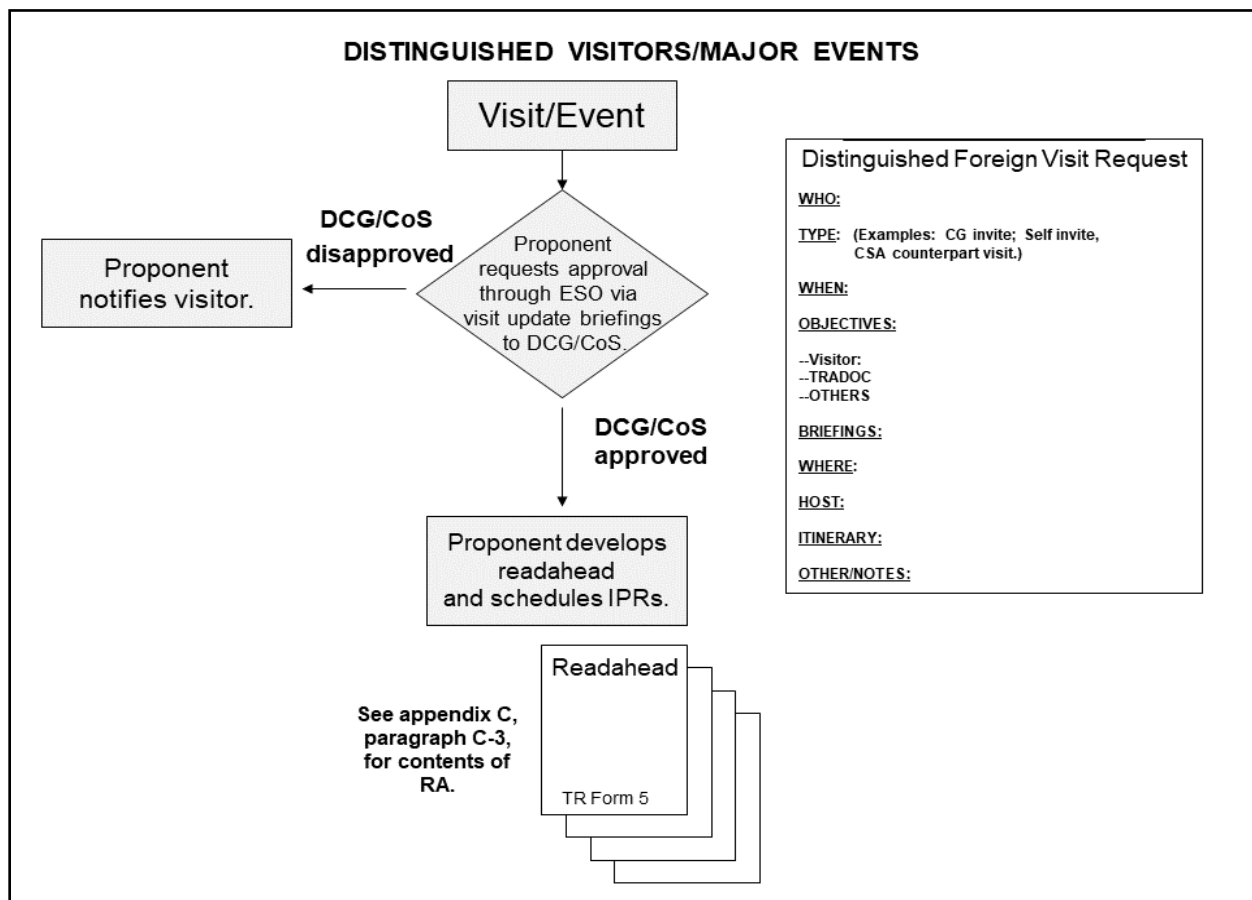 DISTINGUISHED VISITORS/MAJOR EVENTS
Visit/Event
DCG/CoS
disapproved
Proponent
notifies visitor.
Proponent
requests approval
through ESO via
visit update briefings
to DCG/CoS.
DCG/CoS
approved
Proponent develops
readahead
and schedules IPRs.
See appendix C,
paragraph C-3,
for contents of
RA.
Readahead
TR Form 5
Distinguished Foreign Visit Request
WHO:
TYPE: (Examples: CG invite; Self invite,
CSA counterpart visit.)
WHEN:
OBJECTIVES:
--Visitor:
--TRADOC
--OTHERS
BRIEFINGS:
WHERE:
HOST:
ITINERARY:
OTHER/NOTES: